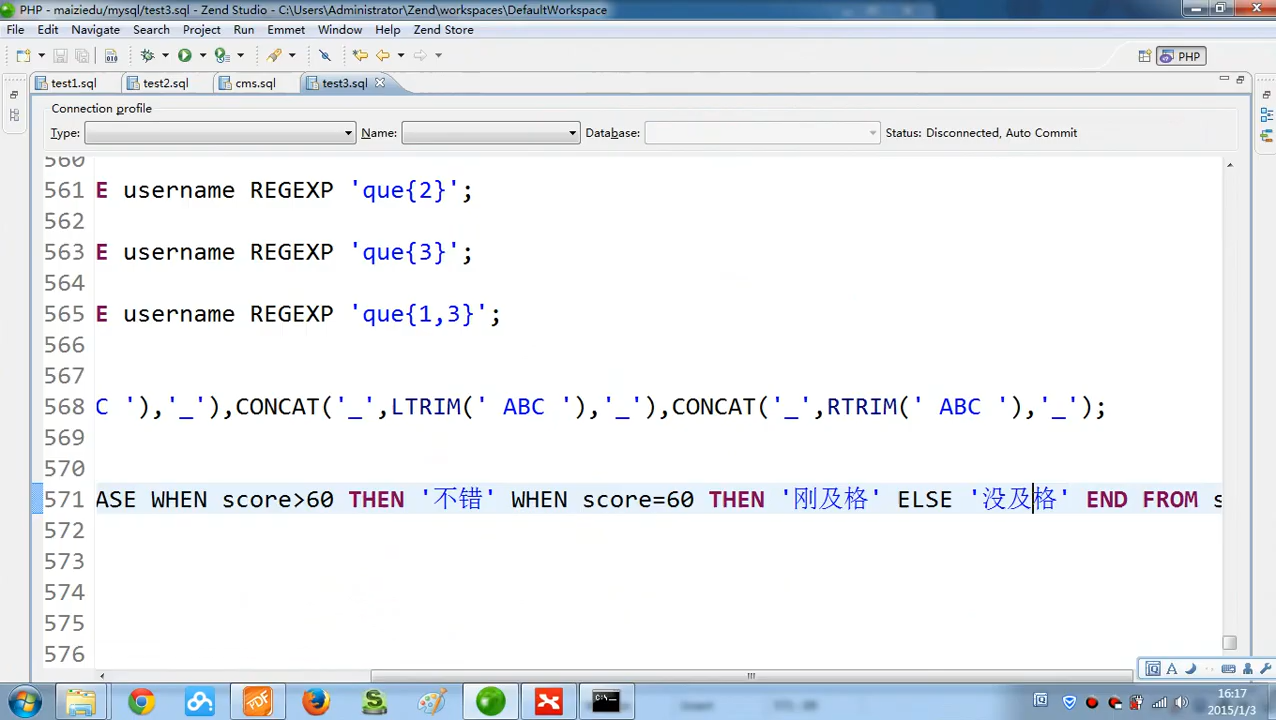 PHP - maiziedu/mysql/test3.sql - Zend Studio - C:\Users\Administrator\Zend\workspaces\DefaultWorkspace
File Edit Navigate Search Project Run Emmet Window Help Zend Store
PHP
test1.sql test2.sql cms.sql test3.sql
Connection profile
Type: Name: Database: Status: Disconnected, Auto Commit
560
561 E username REGEXP 'que{2}';
562
563 E username REGEXP 'que{3}';
564
565 E username REGEXP 'que{1,3}';
566
567
568 C '),'_'),CONCAT('_',LTRIM(' ABC '),'_'),CONCAT('_',RTRIM(' ABC '),'_');
569
570
571 ASE WHEN score>60 THEN '不错' WHEN score=60 THEN '刚及格' ELSE '没及格' END FROM s
572
573
574
575
576
16:17
2015/1/3